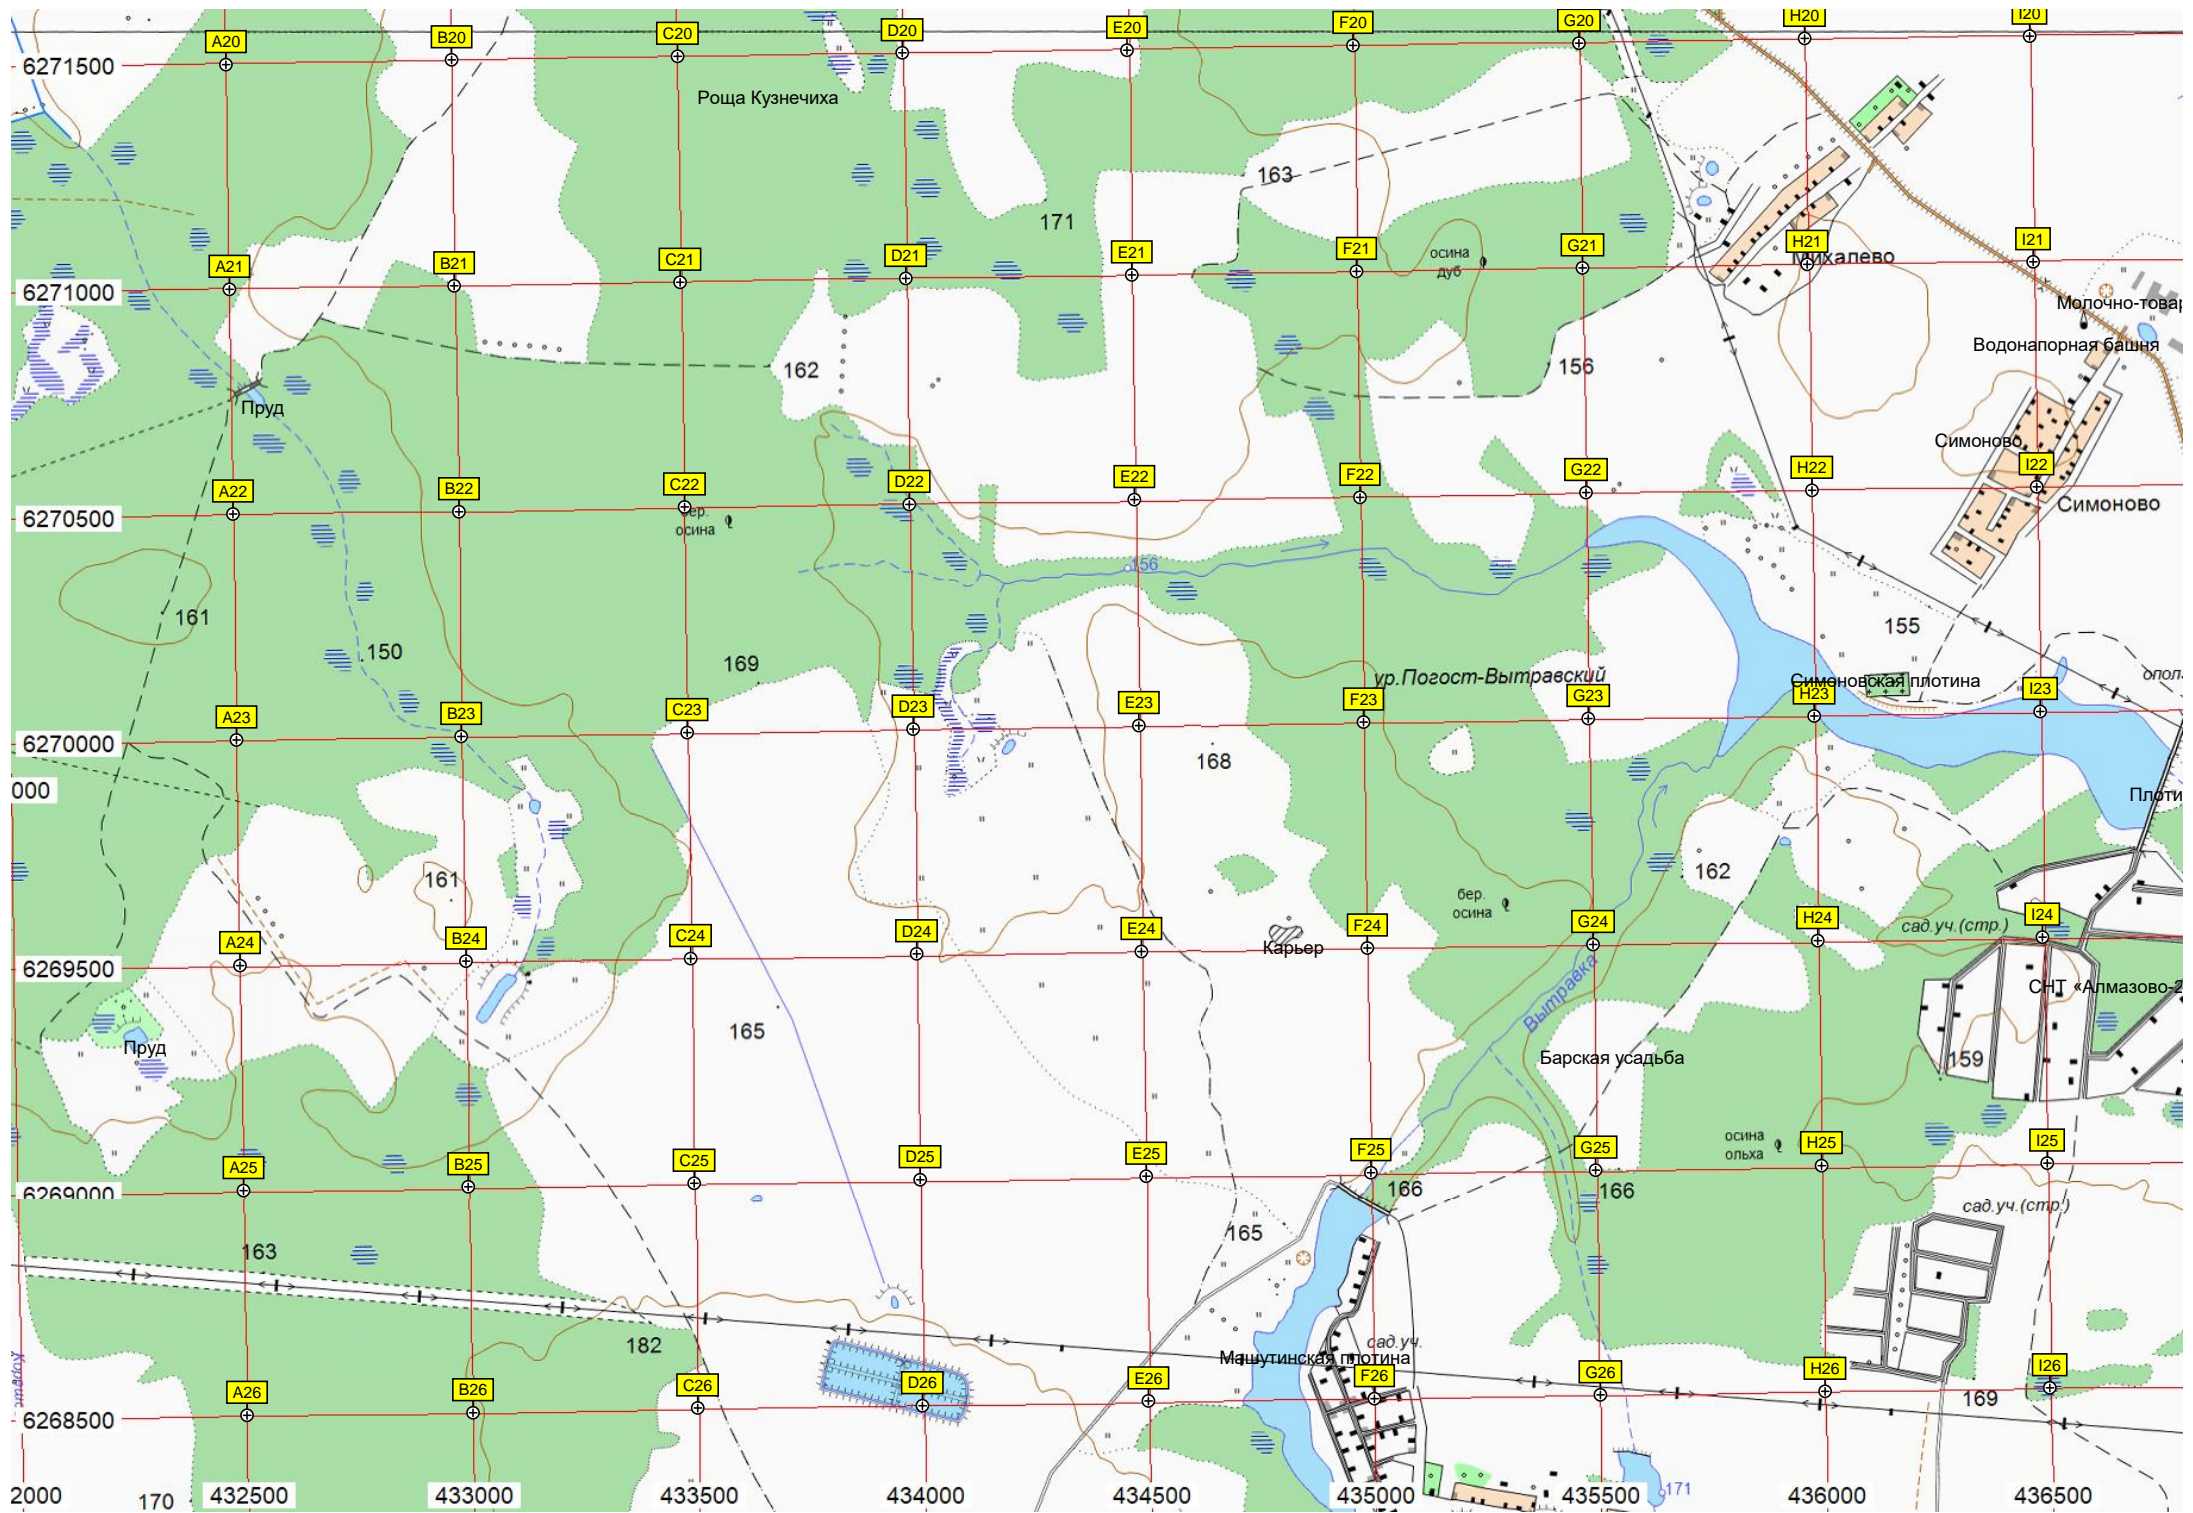 A20 B20 C20 D20 E20 F20 G20 H20 I20
6271500
Роща Кузнечиха
163
171
A21 B21 C21 D21 E21 F21 G21 H21 I21
осина
дуб
Михалево
6271000
Молочно-товар
Водонапорная башня
162
156
Пруд
Симоново
A22 B22 C22 D22 E22 F22 G22 H22 I22
6270500
бер.
осина
Симоново
156
161
150
155
169
ур.Погост-Вытравский
Симоновская плотина
ополз
A23 B23 C23 D23 E23 F23 G23 H23 I23
6270000
168
000
Плоти
161
162
бер.
осина
A24 B24 C24 D24 E24 F24 G24 H24 I24
сад.уч.(стр.)
Карьер
6269500
Вытравка
СНТ «Алмазово-2
165
Пруд
Барская усадьба
159
осина
ольха
A25 B25 C25 D25 E25 F25 G25 H25 I25
6269000
166
166
сад.уч.(стр.)
165
163
182
сад.уч.
Машутинская плотина
A26 B26 C26 D26 E26 F26 G26 H26 I26
169
6268500
170
171
2000 432500 433000 433500 434000 434500 435000 435500 436000 436500